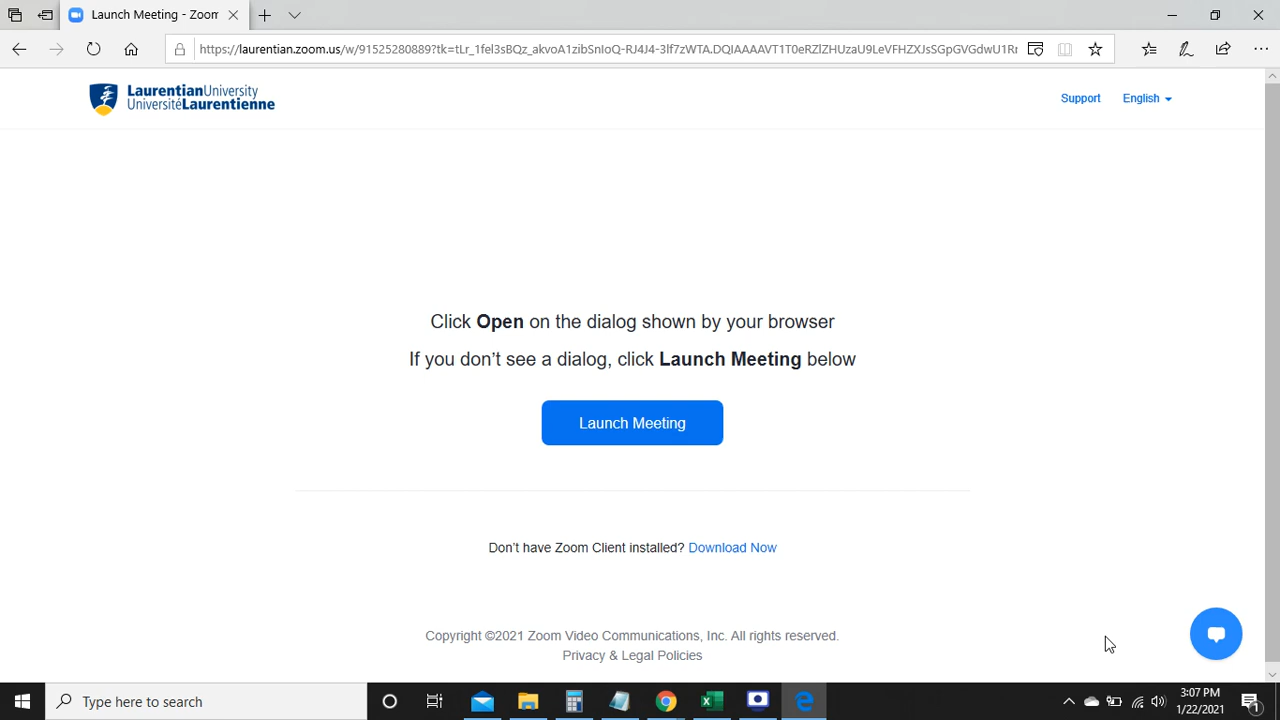 Launch Meeting - Zoom
https://laurentian.zoom.us/w/91525280889?tk=tLr_1fel3sBQz_akvoA1zibSnIoQ-RJ4J4-3lf7zWTA.DQIAAAAVT1T0eRZlZHUzaU9LeVFHZXJsSGpGVGdwU1Rr
LaurentianUniversity
UniversitéLaurentienne
Support
English
Click Open on the dialog shown by your browser
If you don’t see a dialog, click Launch Meeting below
Launch Meeting
Don’t have Zoom Client installed? Download Now
Copyright ©2021 Zoom Video Communications, Inc. All rights reserved.
Privacy & Legal Policies
Type here to search
3:07 PM
1/22/2021
1